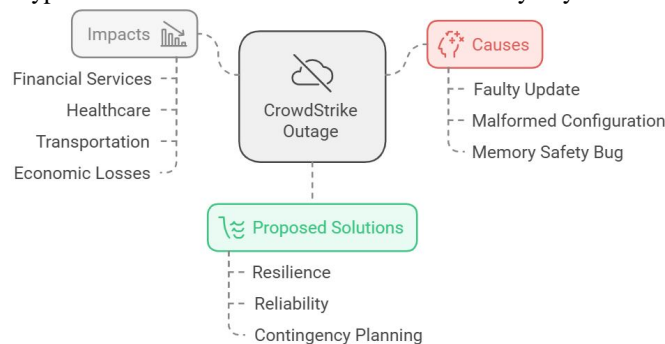 Impacts
Financial Services
Healthcare
Transportation
Economic Losses
CrowdStrike
Outage
Causes
Faulty Update
Malformed Configuration
Memory Safety Bug
Proposed Solutions
Resilience
Reliability
Contingency Planning